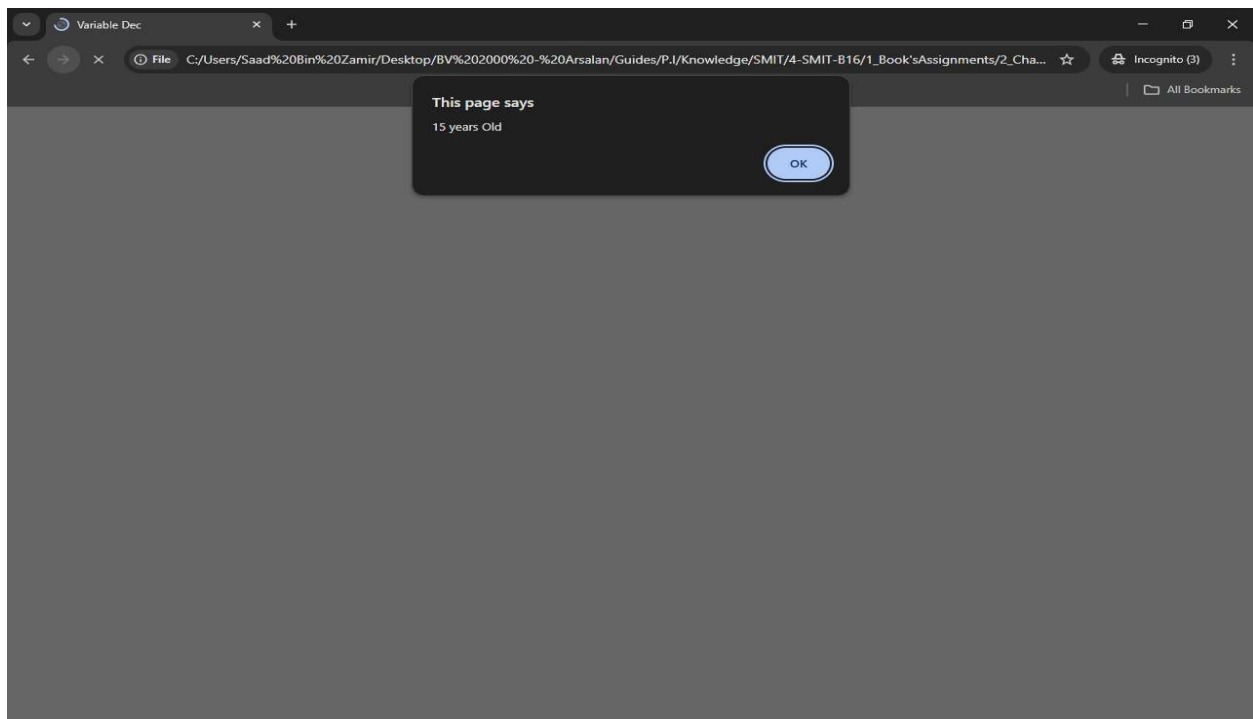 Variable Dec
File C:/Users/Saad%20Bin%20Zamir/Desktop/BV%202000%20-%20Arsalan/Guides/P.I/Knowledge/SMIT/4-SMIT-B16/1_Book'sAssignments/2_Cha... Incognito (3)
All Bookmarks
This page says
15 years Old
OK